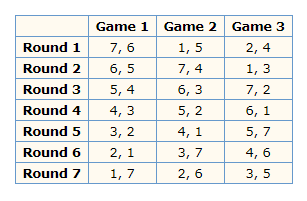 Game 1 Game 2 Game 3
Round 1 7, 6 1, 5 2, 4
Round 2 6, 5 7, 4 1, 3
Round 3 5, 4 6, 3 7, 2
Round 4 4, 3 5, 2 6, 1
Round 5 3, 2 4, 1 5, 7
Round 6 2, 1 3, 7 4, 6
Round 7 1, 7 2, 6 3, 5